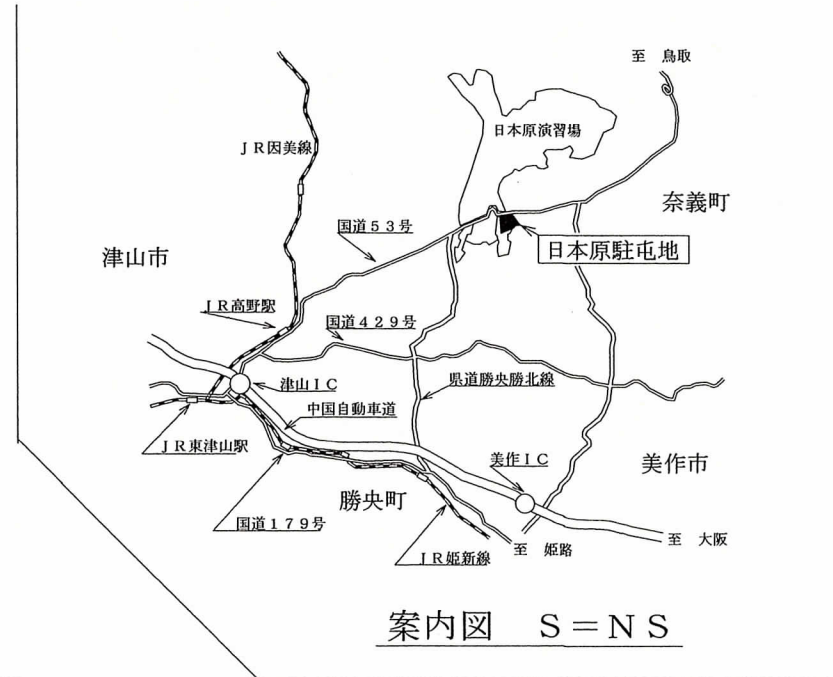 至　鳥取
日本原演習場
ＪＲ因美線
奈義町
国道５３号
日本原駐屯地
津山市
ＪＲ高野駅
国道４２９号
津山ＩＣ
県道勝央勝北線
中国自動車道
ＪＲ東津山駅
美作ＩＣ
美作市
勝央町
国道１７９号
至　大阪
至　姫路
ＪＲ姫新線
案内図　Ｓ＝ＮＳ